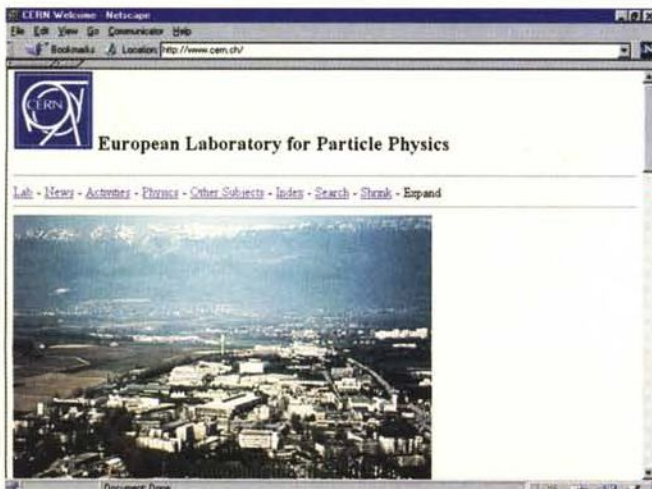 CERN Welcome - Netscape
File Edit View Go Communicator Help
Bookmarks Location: http://www.cern.ch/
CERN
European Laboratory for Particle Physics
Lab - News - Activities - Physics - Other Subjects - Index - Search - Shrink - Expand
Document: Done